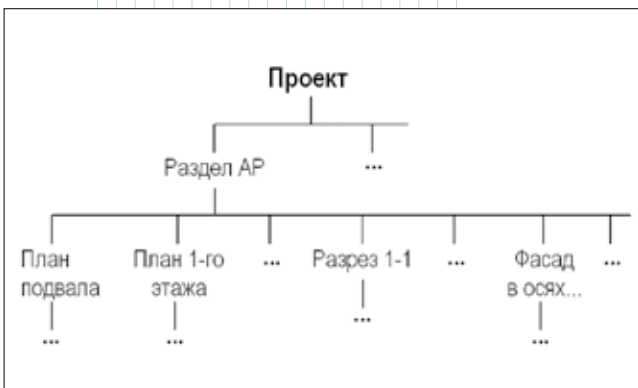 Проект
Раздел АР ...
План подвала План 1-го этажа ... Разрез 1-1 ... Фасад в осях... ...
... ... ... ...